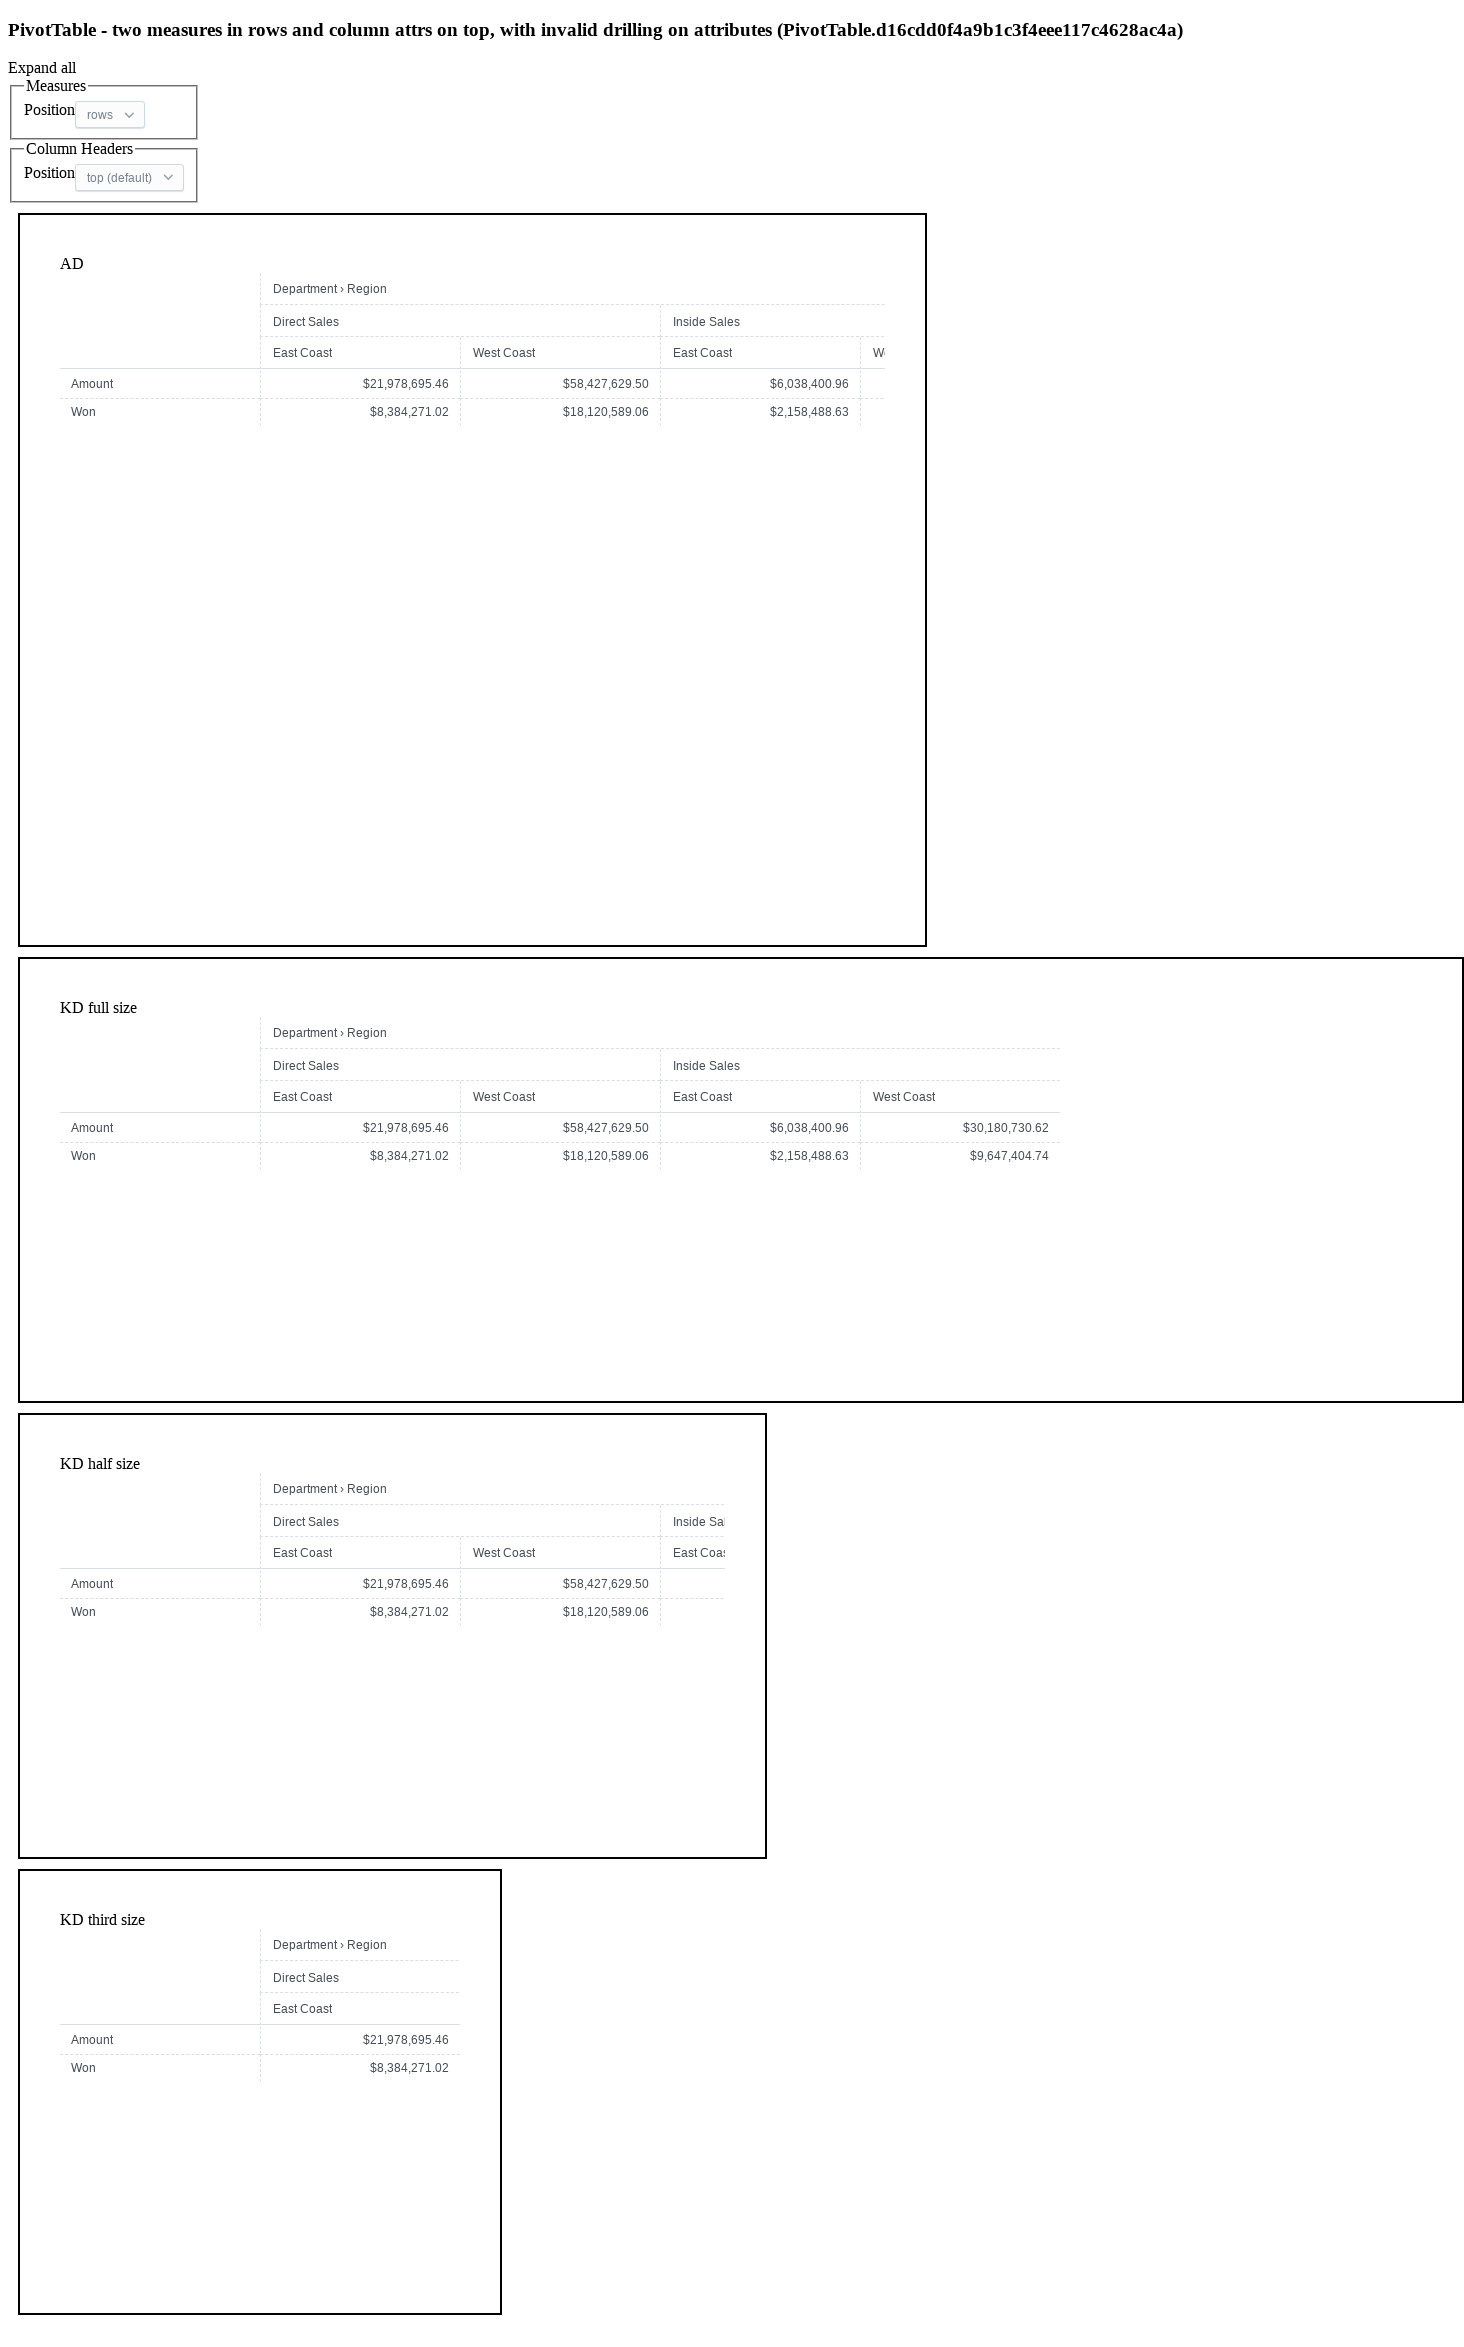 PivotTable - two measures in rows and column attrs on top, with invalid drilling on attributes (PivotTable.d16cdd0f4a9b1c3f4eee117c4628ac4a)
Expand all
Measures
Position rows
Column Headers
Position top (default)
AD
Department › Region
Direct Sales Inside Sales
East Coast West Coast East Coast
Amount $21,978,695.46 $58,427,629.50 $6,038,400.96
Won $8,384,271.02 $18,120,589.06 $2,158,488.63
KD full size
Department › Region
Direct Sales Inside Sales
East Coast West Coast East Coast West Coast
Amount $21,978,695.46 $58,427,629.50 $6,038,400.96 $30,180,730.62
Won $8,384,271.02 $18,120,589.06 $2,158,488.63 $9,647,404.74
KD half size
Department › Region
Direct Sales Inside
East Coast West Coast East
Amount $21,978,695.46 $58,427,629.50
Won $8,384,271.02 $18,120,589.06
KD third size
Department › Region
Direct Sales
East Coast
Amount $21,978,695.46
Won $8,384,271.02